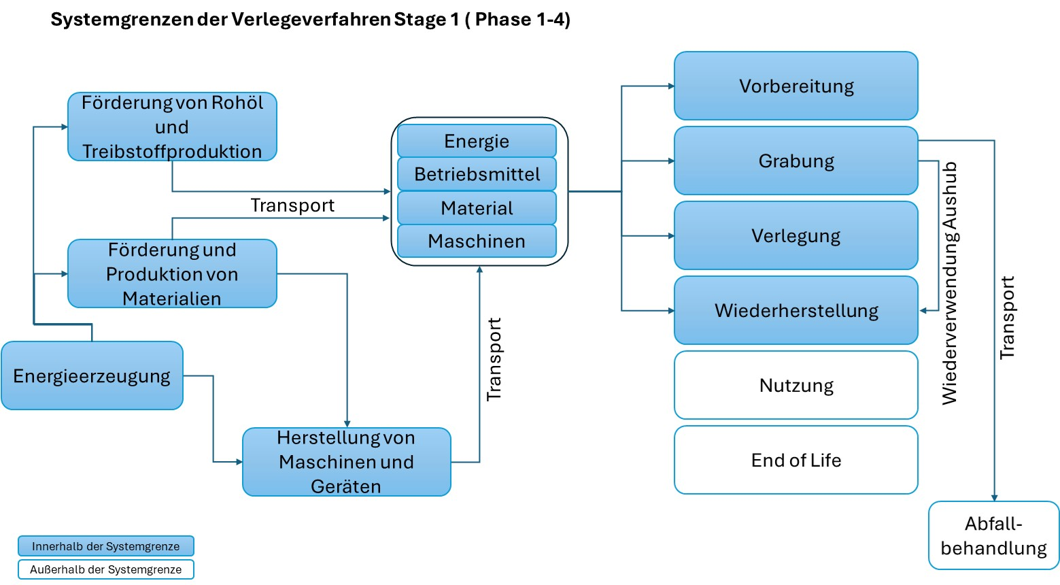 Systemgrenzen der Verlegeverfahren Stage 1 ( Phase 1-4)
Förderung von Rohöl
und
Treibstoffproduktion
Transport
Förderung und
Produktion von
Materialien
Energieerzeugung
Herstellung von
Maschinen und
Geräten
Energie
Betriebsmittel
Material
Maschinen
Transport
Vorbereitung
Grabung
Verlegung
Wiederherstellung
Nutzung
End of Life
Wiederverwendung Aushub
Transport
Abfall-
behandlung
Innerhalb der Systemgrenze
Außerhalb der Systemgrenze